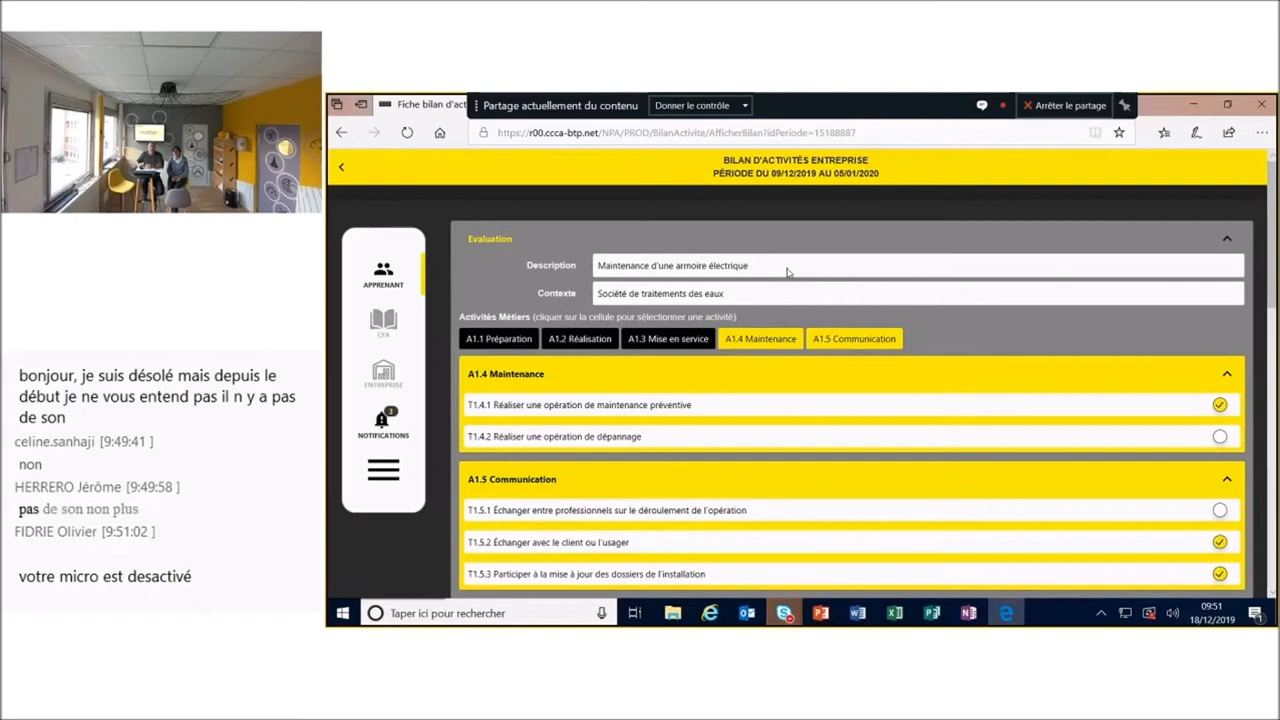 bonjour, je suis désolé mais depuis le
début je ne vous entend pas il n y a pas
de son
celine.sanhaji [9:49:41 ]
non
HERRERO Jérôme [9:49:58 ]
pas de son non plus
FIDRIE Olivier [9:51:02 ]
votre micro est desactivé
Fiche bilan d'act
Partage actuellement du contenu
Donner le contrôle
Arrêter le partage
https://r00.ccca-btp.net/NPA/PROD/BilanActivite/AfficherBilan?idPeriode=15188887
BILAN D'ACTIVITÉS ENTREPRISE
PÉRIODE DU 09/12/2019 AU 05/01/2020
APPRENANT
CFA
ENTREPRISE
3
NOTIFICATIONS
Evaluation
Description Maintenance d'une armoire électrique
Contexte Société de traitements des eaux
Activités Métiers (cliquer sur la cellule pour sélectionner une activité)
A1.1 Préparation A1.2 Réalisation A1.3 Mise en service A1.4 Maintenance A1.5 Communication
A1.4 Maintenance
T1.4.1 Réaliser une opération de maintenance préventive
T1.4.2 Réaliser une opération de dépannage
A1.5 Communication
T1.5.1 Échanger entre professionnels sur le déroulement de l'opération
T1.5.2 Échanger avec le client ou l'usager
T1.5.3 Participer à la mise à jour des dossiers de l'installation
Taper ici pour rechercher
09:51
18/12/2019